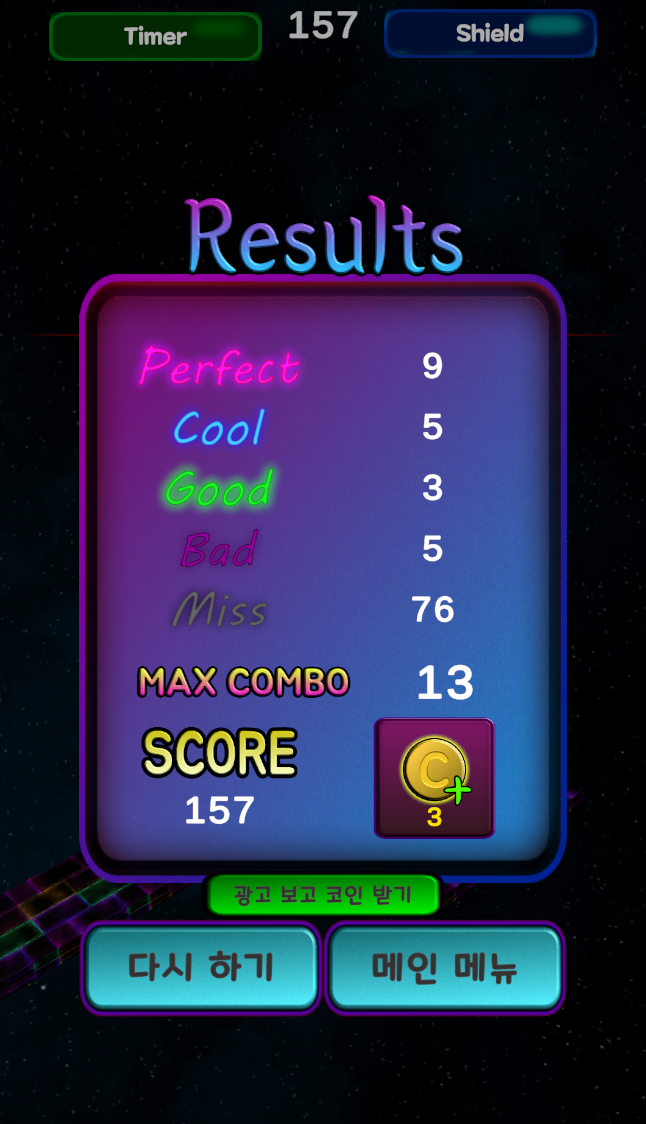 Timer 157 Shield
Results
Perfect 9
Cool 5
Good 3
Bad 5
Miss 76
MAX COMBO 13
SCORE
157
C
3
광고 보고 코인 받기
다시 하기 메인 메뉴